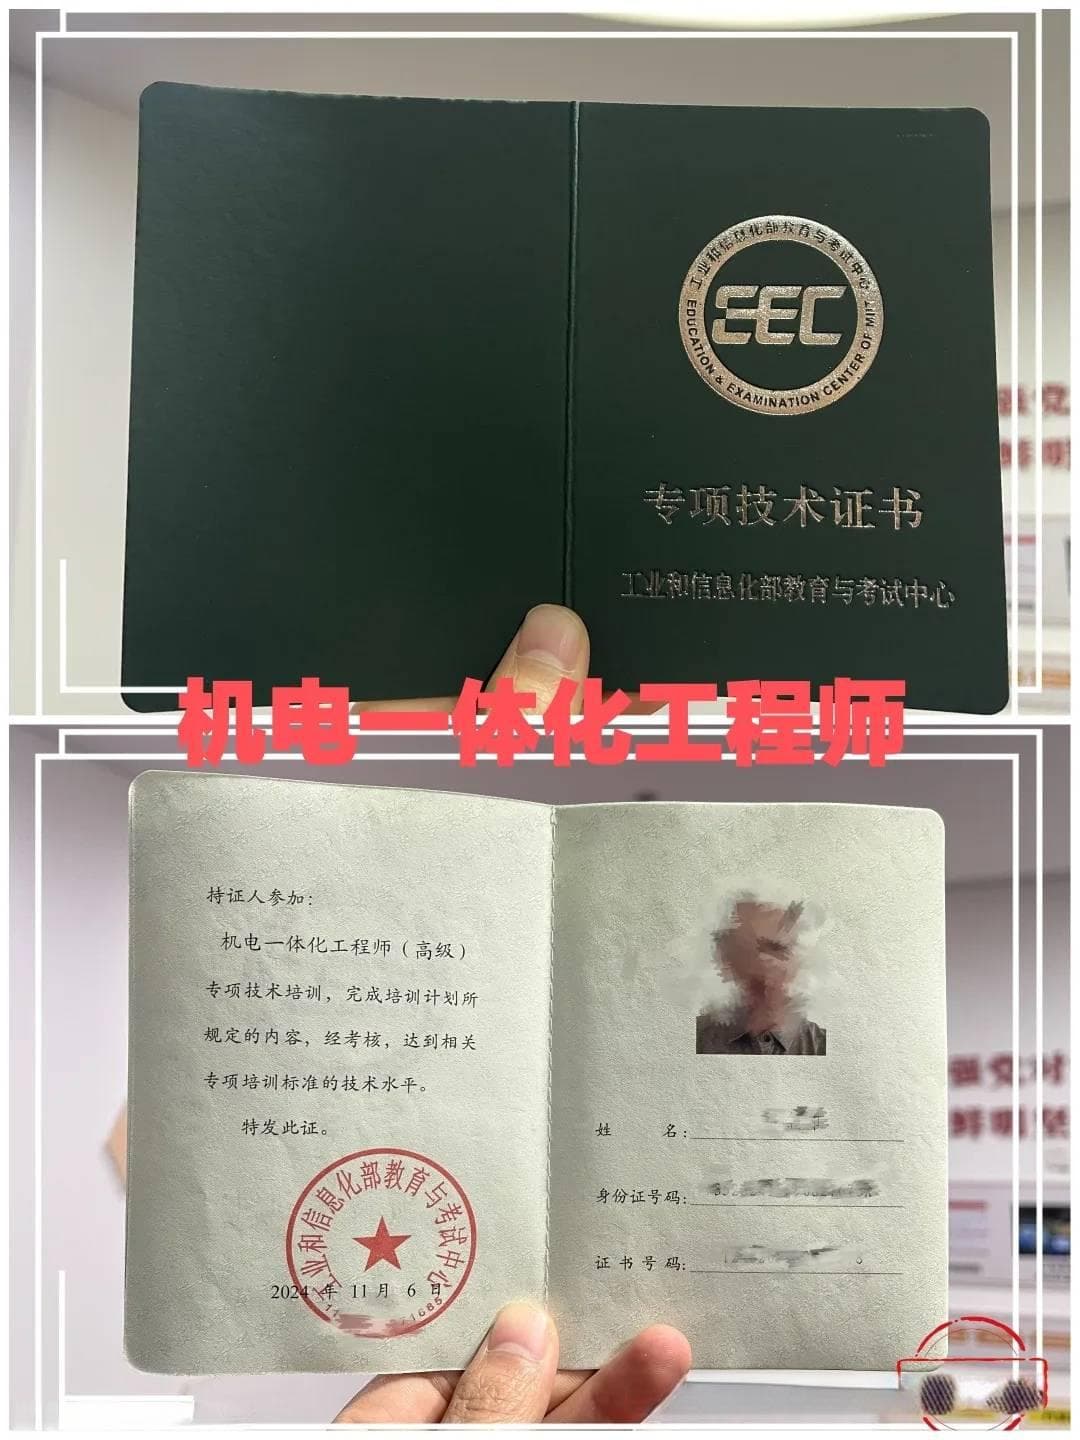 工业和信息化部教育与考试中心
EDUCATION & EXAMINATION CENTER OF MIIT
EEC
专项技术证书
工业和信息化部教育与考试中心
机电一体化工程师
持证人参加：
机电一体化工程师（高级）
专项技术培训，完成培训计划所
规定的内容，经考核，达到相关
专项培训标准的技术水平。
特发此证。
工业和信息化部教育与考试中心
2024 年 11 月 6 日
姓 名：
身份证号码：
证书号码：